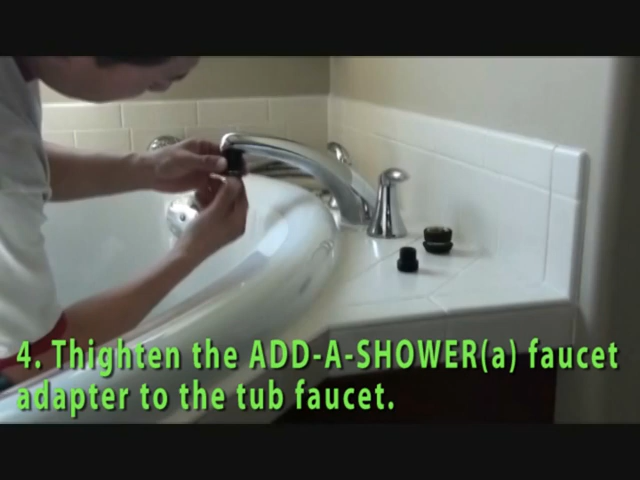 4. Thighten the ADD-A-SHOWER(a) faucet
adapter to the tub faucet.